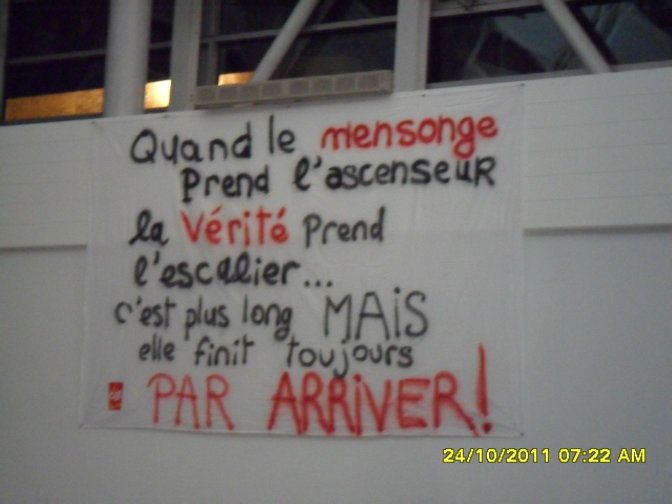 Quand le mensonge
Prend l'ascenseur
la Vérité Prend
l'escalier...
c'est plus long MAiS
elle finit toujours
PAR ARRiVER!
24/10/2011 07:22 AM